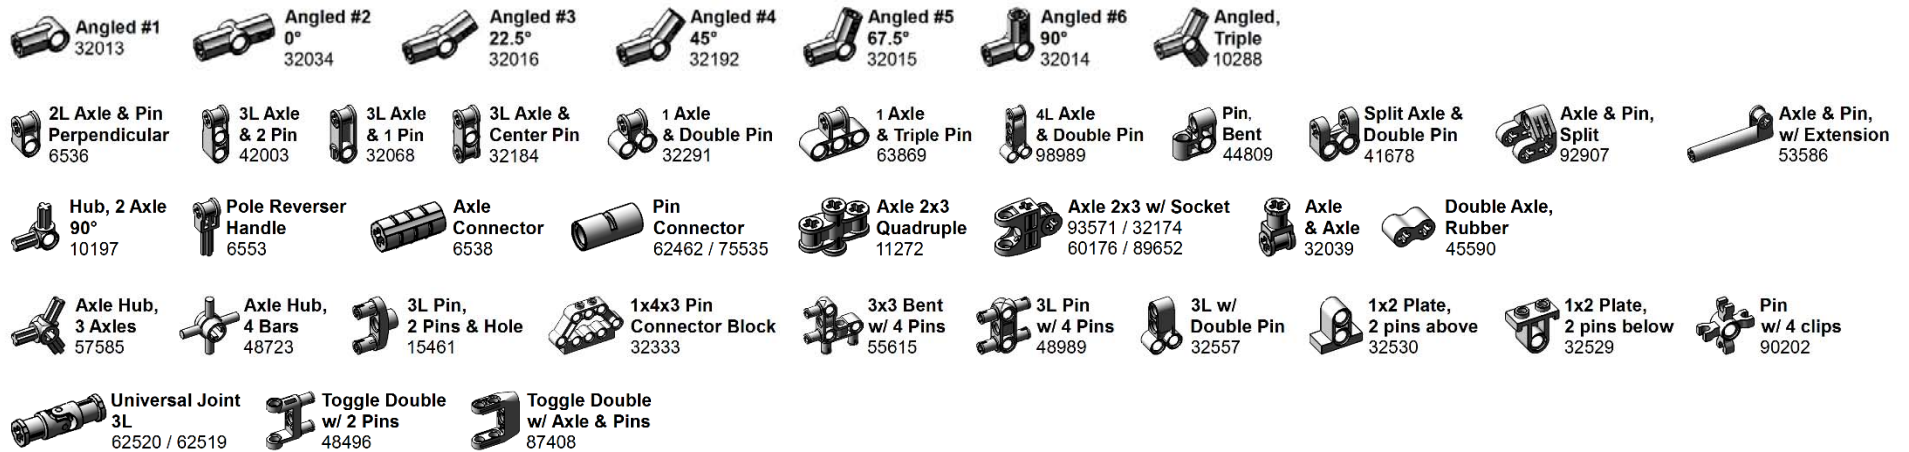 Angled #1
32013
Angled #2
0°
32034
Angled #3
22.5°
32016
Angled #4
45°
32192
Angled #5
67.5°
32015
Angled #6
90°
32014
Angled,
Triple
10288
2L Axle & Pin
Perpendicular
6536
3L Axle
& 2 Pin
42003
3L Axle
& 1 Pin
32068
3L Axle &
Center Pin
32184
1 Axle
& Double Pin
32291
1 Axle
& Triple Pin
63869
4L Axle
& Double Pin
98989
Pin,
Bent
44809
Split Axle &
Double Pin
41678
Axle & Pin,
Split
92907
Axle & Pin,
w/ Extension
53586
Hub, 2 Axle
90°
10197
Pole Reverser
Handle
6553
Axle
Connector
6538
Pin
Connector
62462 / 75535
Axle 2x3
Quadruple
11272
Axle 2x3 w/ Socket
93571 / 32174
60176 / 89652
Axle
& Axle
32039
Double Axle,
Rubber
45590
Axle Hub,
3 Axles
57585
Axle Hub,
4 Bars
48723
3L Pin,
2 Pins & Hole
15461
1x4x3 Pin
Connector Block
32333
3x3 Bent
w/ 4 Pins
55615
3L Pin
w/ 4 Pins
48989
3L w/
Double Pin
32557
1x2 Plate,
2 pins above
32530
1x2 Plate,
2 pins below
32529
Pin
w/ 4 clips
90202
Universal Joint
3L
62520 / 62519
Toggle Double
w/ 2 Pins
48496
Toggle Double
w/ Axle & Pins
87408